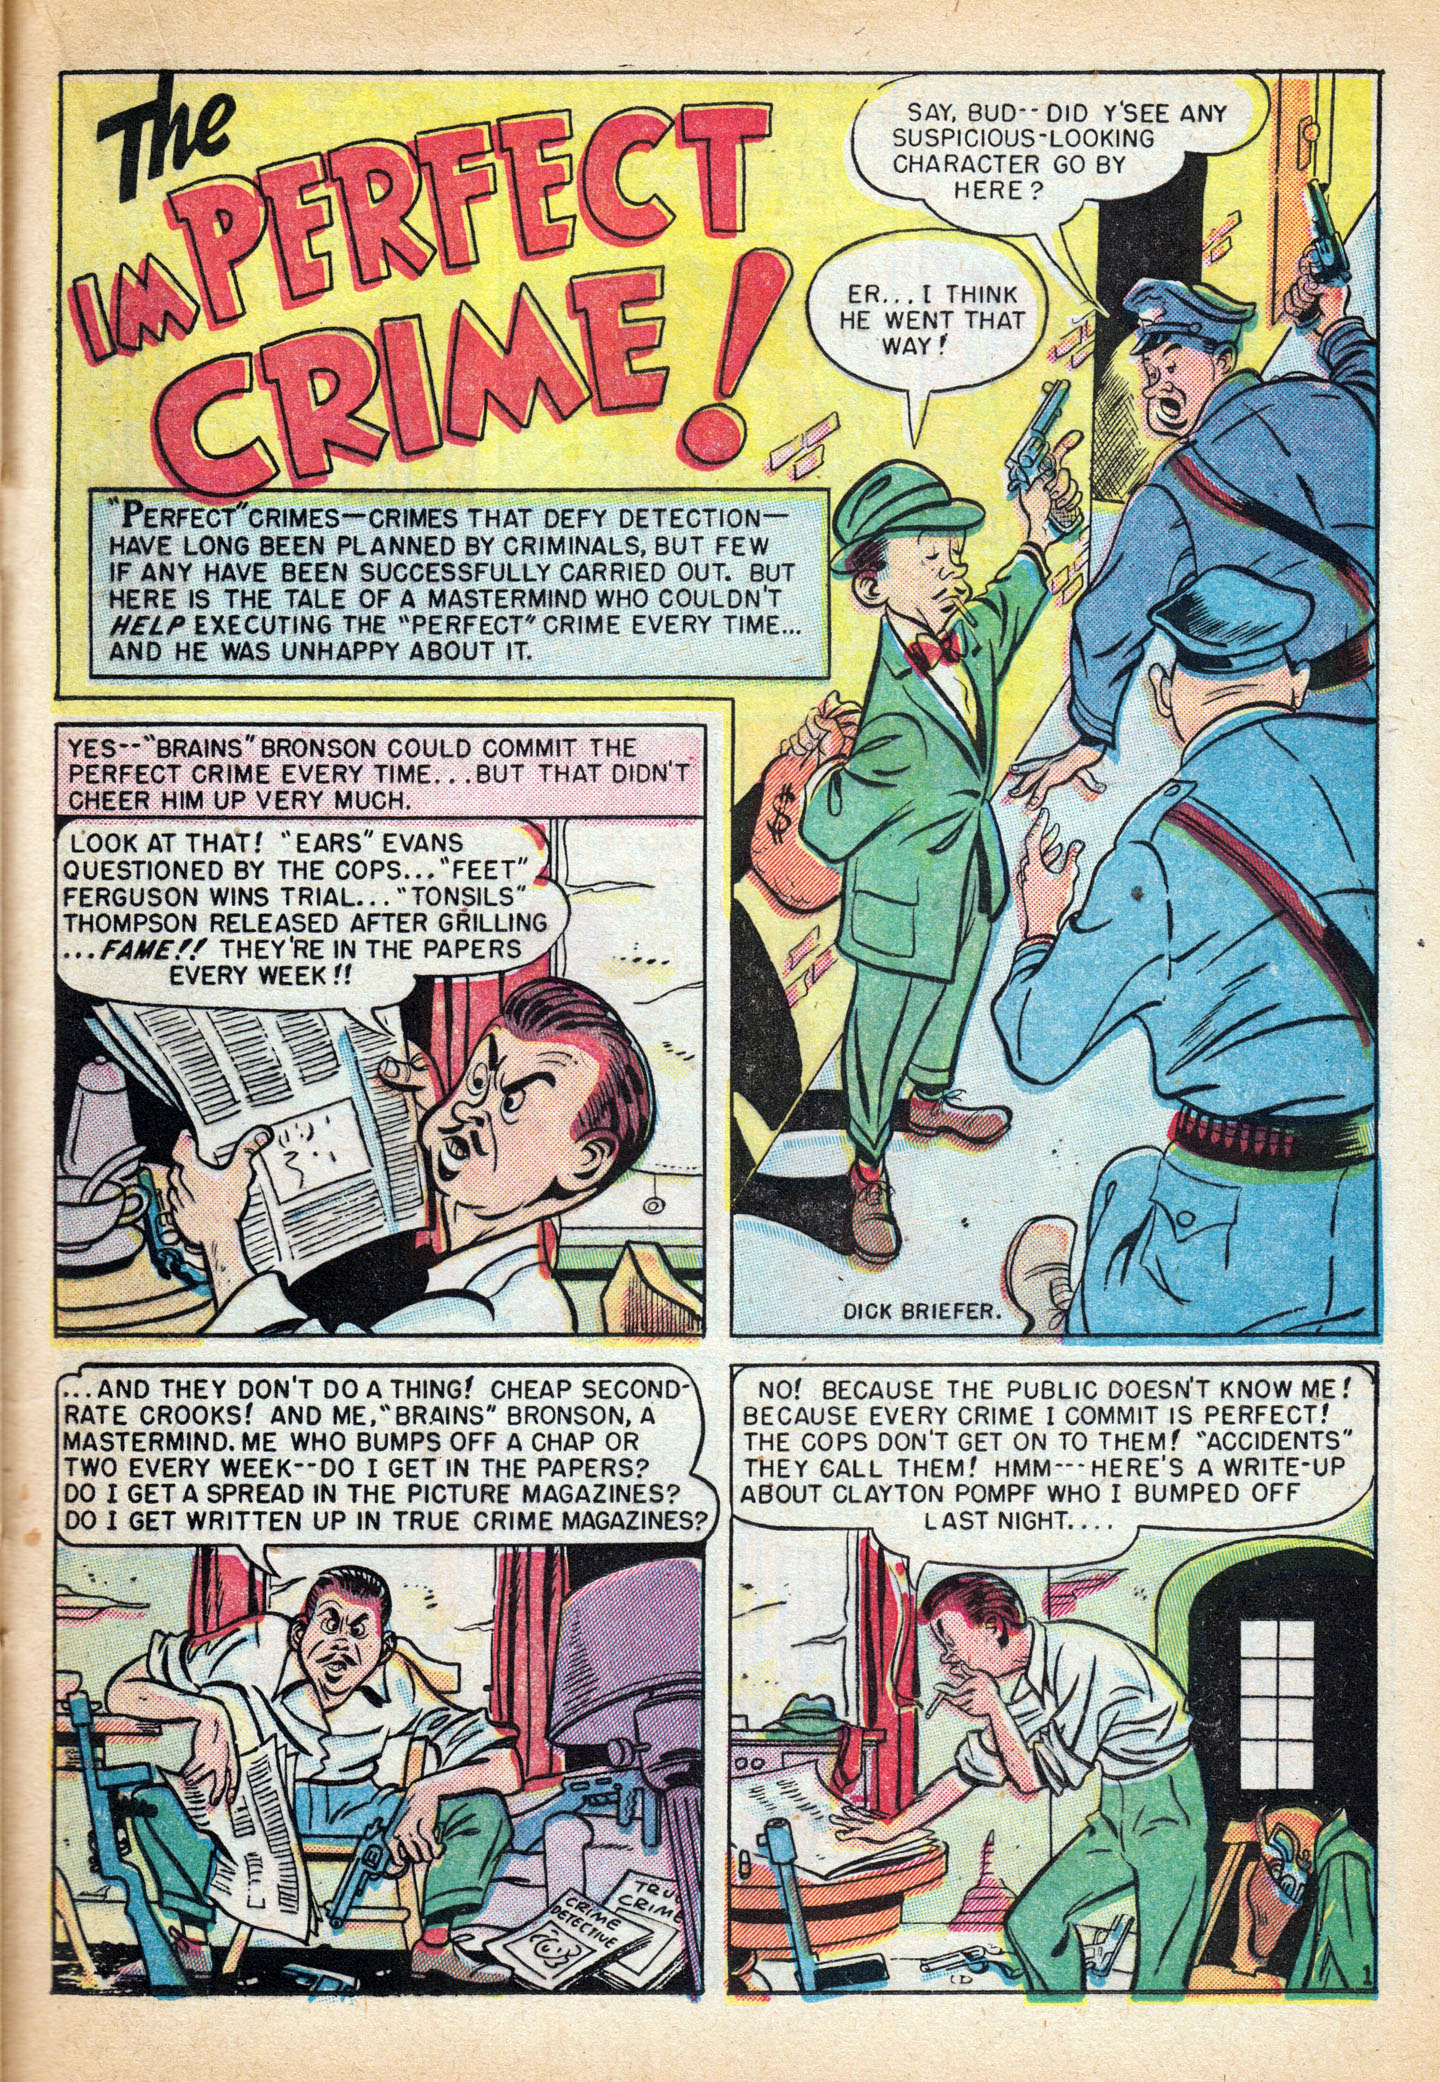 The
imPERFECT
CRIME!
SAY, BUD-- DID Y'SEE ANY
SUSPICIOUS-LOOKING
CHARACTER GO BY
HERE?
ER...I THINK
HE WENT THAT
WAY!
"PERFECT" CRIMES—CRIMES THAT DEFY DETECTION—
HAVE LONG BEEN PLANNED BY CRIMINALS, BUT FEW
IF ANY HAVE BEEN SUCCESSFULLY CARRIED OUT. BUT
HERE IS THE TALE OF A MASTERMIND WHO COULDN'T
HELP EXECUTING THE "PERFECT" CRIME EVERY TIME...
AND HE WAS UNHAPPY ABOUT IT.
$$
DICK BRIEFER.
YES--"BRAINS" BRONSON COULD COMMIT THE
PERFECT CRIME EVERY TIME...BUT THAT DIDN'T
CHEER HIM UP VERY MUCH.
LOOK AT THAT! "EARS" EVANS
QUESTIONED BY THE COPS..."FEET"
FERGUSON WINS TRIAL..."TONSILS"
THOMPSON RELEASED AFTER GRILLING
...FAME!! THEY'RE IN THE PAPERS
EVERY WEEK!!
...AND THEY DON'T DO A THING! CHEAP SECOND-
RATE CROOKS! AND ME, "BRAINS" BRONSON, A
MASTERMIND. ME WHO BUMPS OFF A CHAP OR
TWO EVERY WEEK--DO I GET IN THE PAPERS?
DO I GET A SPREAD IN THE PICTURE MAGAZINES?
DO I GET WRITTEN UP IN TRUE CRIME MAGAZINES?
CRIME
DETECTIVE
TRUE
CRIME
NO! BECAUSE THE PUBLIC DOESN'T KNOW ME!
BECAUSE EVERY CRIME I COMMIT IS PERFECT!
THE COPS DON'T GET ON TO THEM! "ACCIDENTS"
THEY CALL THEM! HMM---HERE'S A WRITE-UP
ABOUT CLAYTON POMPF WHO I BUMPED OFF
LAST NIGHT....
1